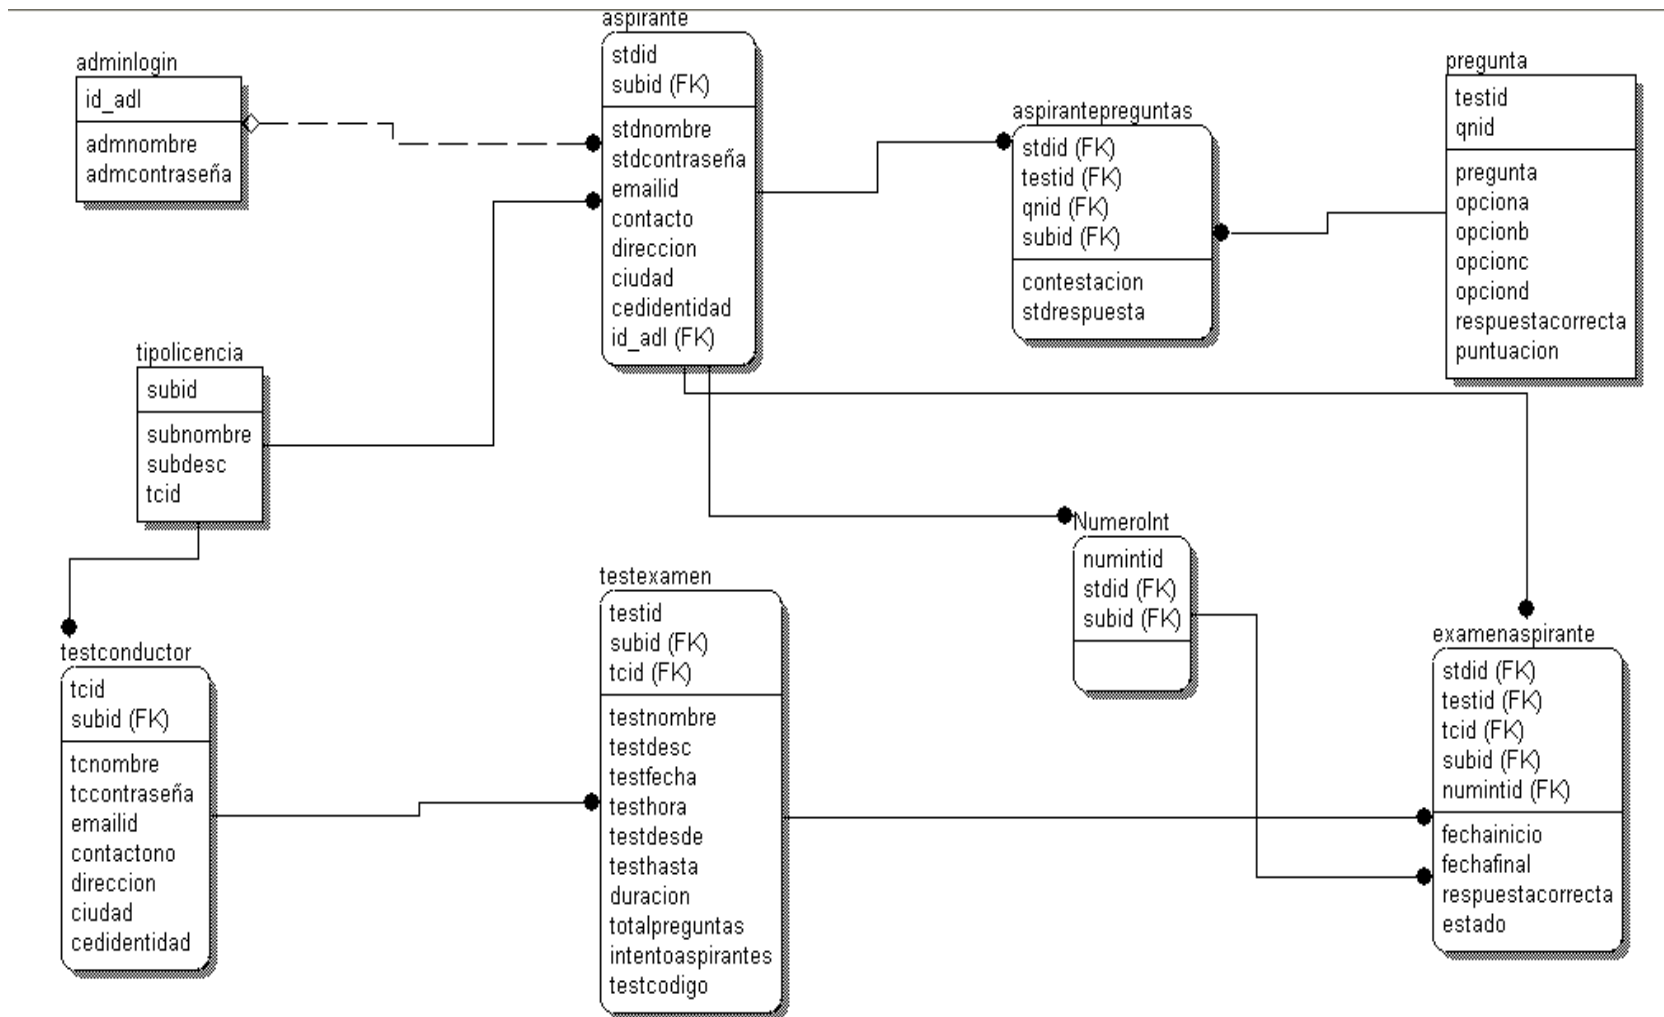 adminlogin
id_adl
admnombre
admcontraseña
aspirante
stdid
subid (FK)
stdnombre
stdcontraseña
emailid
contacto
direccion
ciudad
cedidentidad
id_adl (FK)
aspirantepreguntas
stdid (FK)
testid (FK)
qnid (FK)
subid (FK)
contestacion
stdrespuesta
pregunta
testid
qnid
pregunta
opciona
opcionb
opcionc
opciond
respuestacorrecta
puntuacion
tipolicencia
subid
subnombre
subdesc
tcid
testconductor
tcid
subid (FK)
tcnombre
tccontraseña
emailid
contactono
direccion
ciudad
cedidentidad
testexamen
testid
subid (FK)
tcid (FK)
testnombre
testdesc
testfecha
testhora
testdesde
testhasta
duracion
totalpreguntas
intentoaspirantes
testcodigo
NumeroInt
numintid
stdid (FK)
subid (FK)
examenaspirante
stdid (FK)
testid (FK)
tcid (FK)
subid (FK)
numintid (FK)
fechainicio
fechafinal
respuestacorrecta
estado